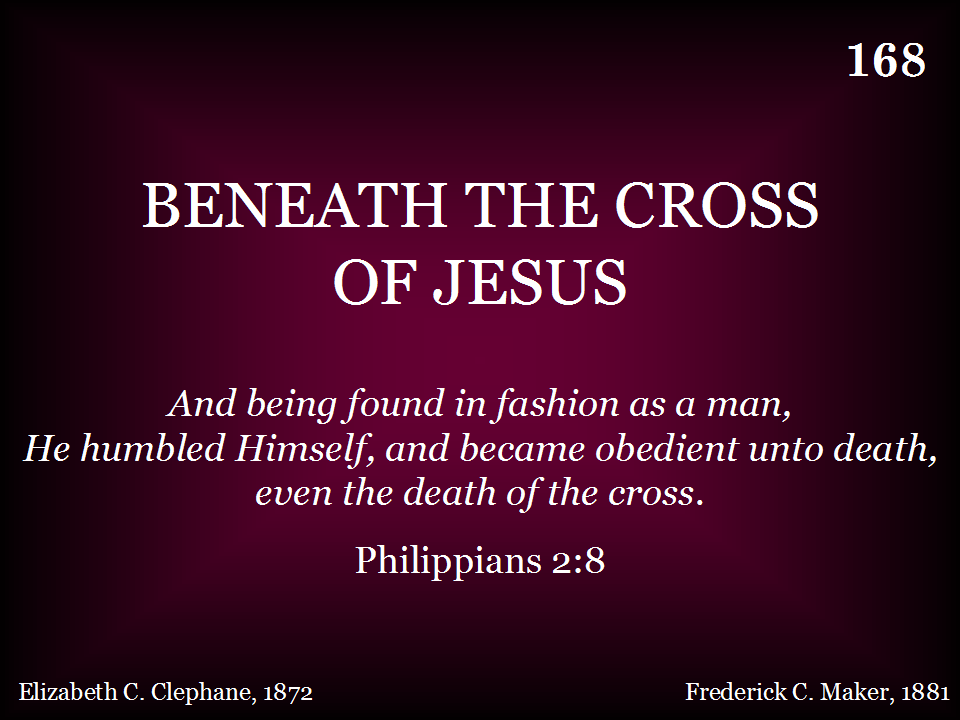 168
BENEATH THE CROSS
OF JESUS
And being found in fashion as a man,
He humbled Himself, and became obedient unto death,
even the death of the cross.
Philippians 2:8
Elizabeth C. Clephane, 1872
Frederick C. Maker, 1881